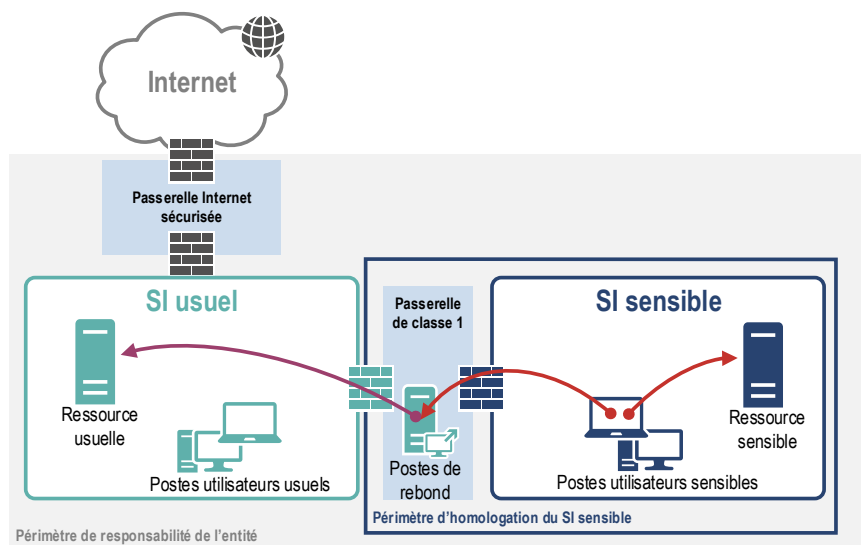 Internet
Passerelle Internet
sécurisée
SI usuel
Passerelle
de classe 1
SI sensible
Ressource
usuelle
Postes utilisateurs usuels
Postes de
rebond
Postes utilisateurs sensibles
Ressource
sensible
Périmètre d'homologation du SI sensible
Périmètre de responsabilité de l'entité